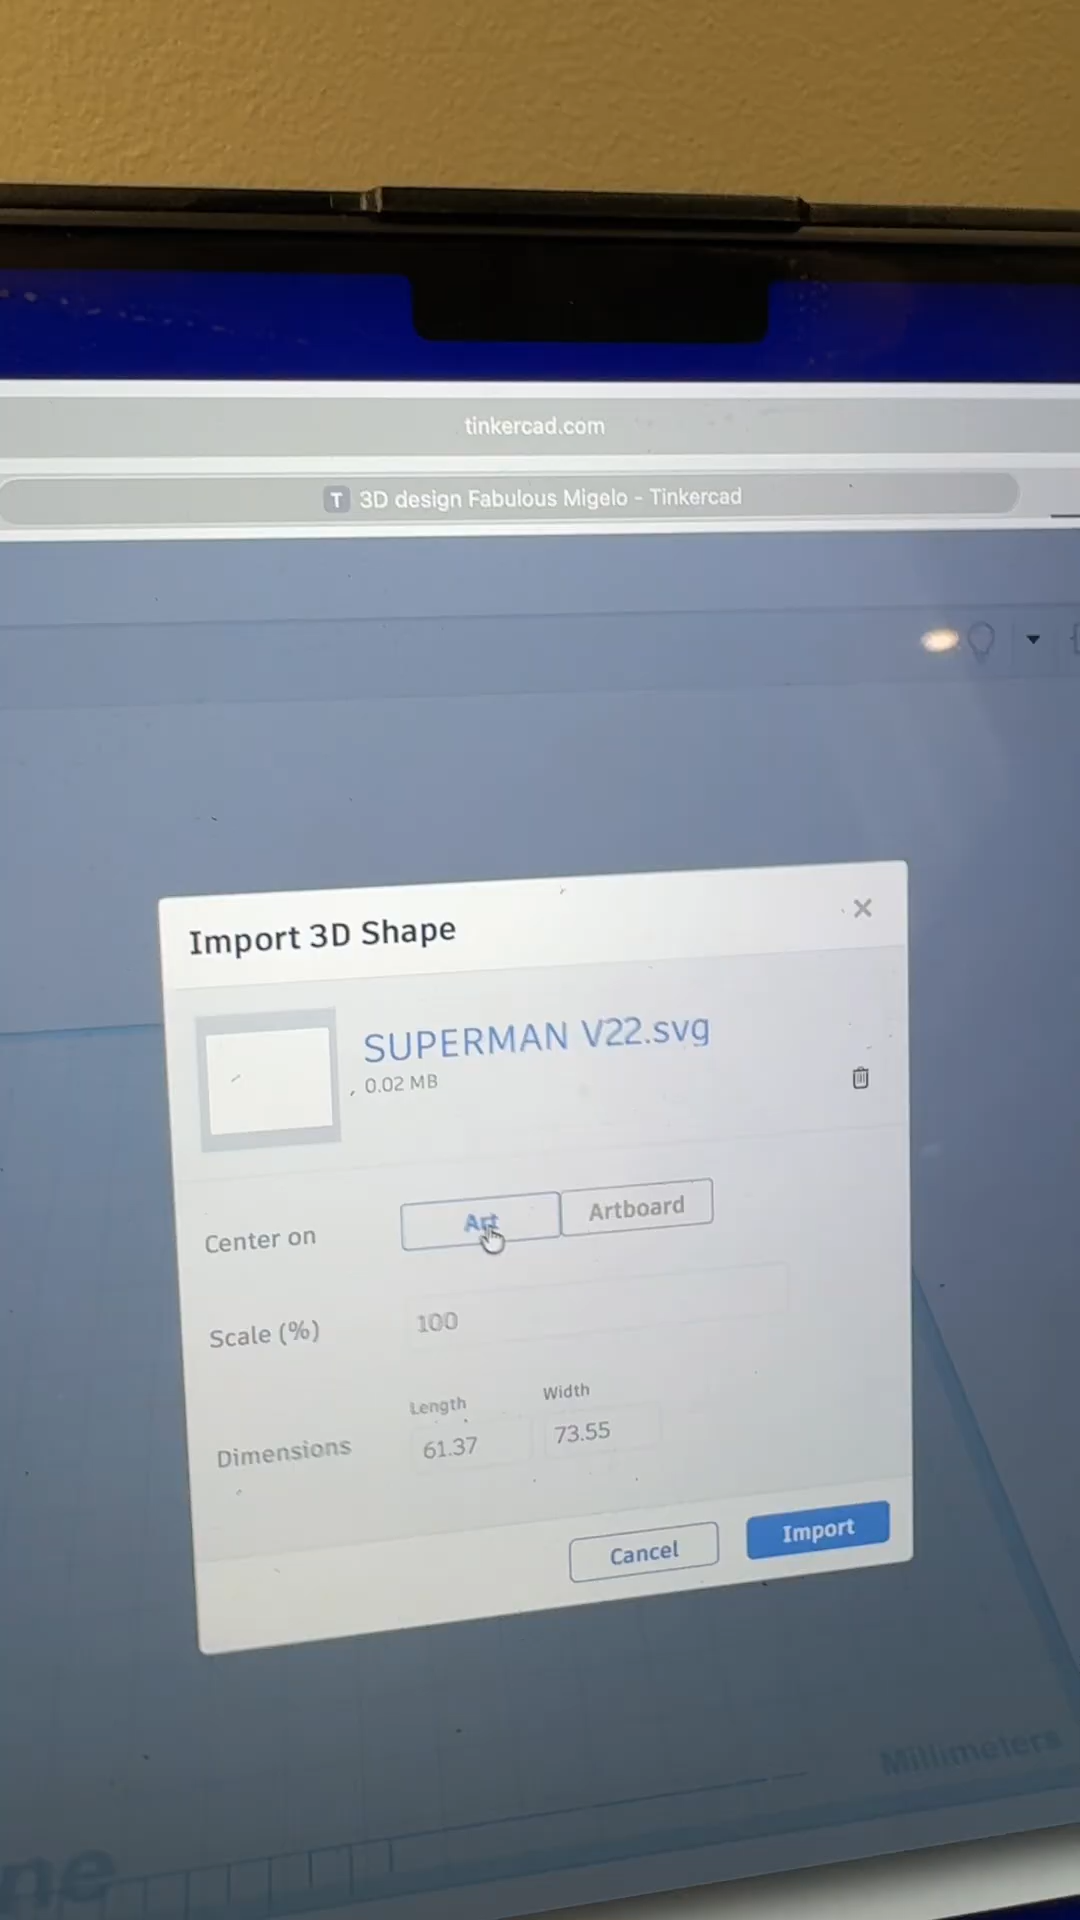 tinkercad.com
T 3D design Fabulous Migelo - Tinkercad
Import 3D Shape
SUPERMAN V22.svg
0.02 MB
Center on Art Artboard
Scale (%) 100
Length Width
Dimensions 61.37 73.55
Cancel Import
Millimeters
ne